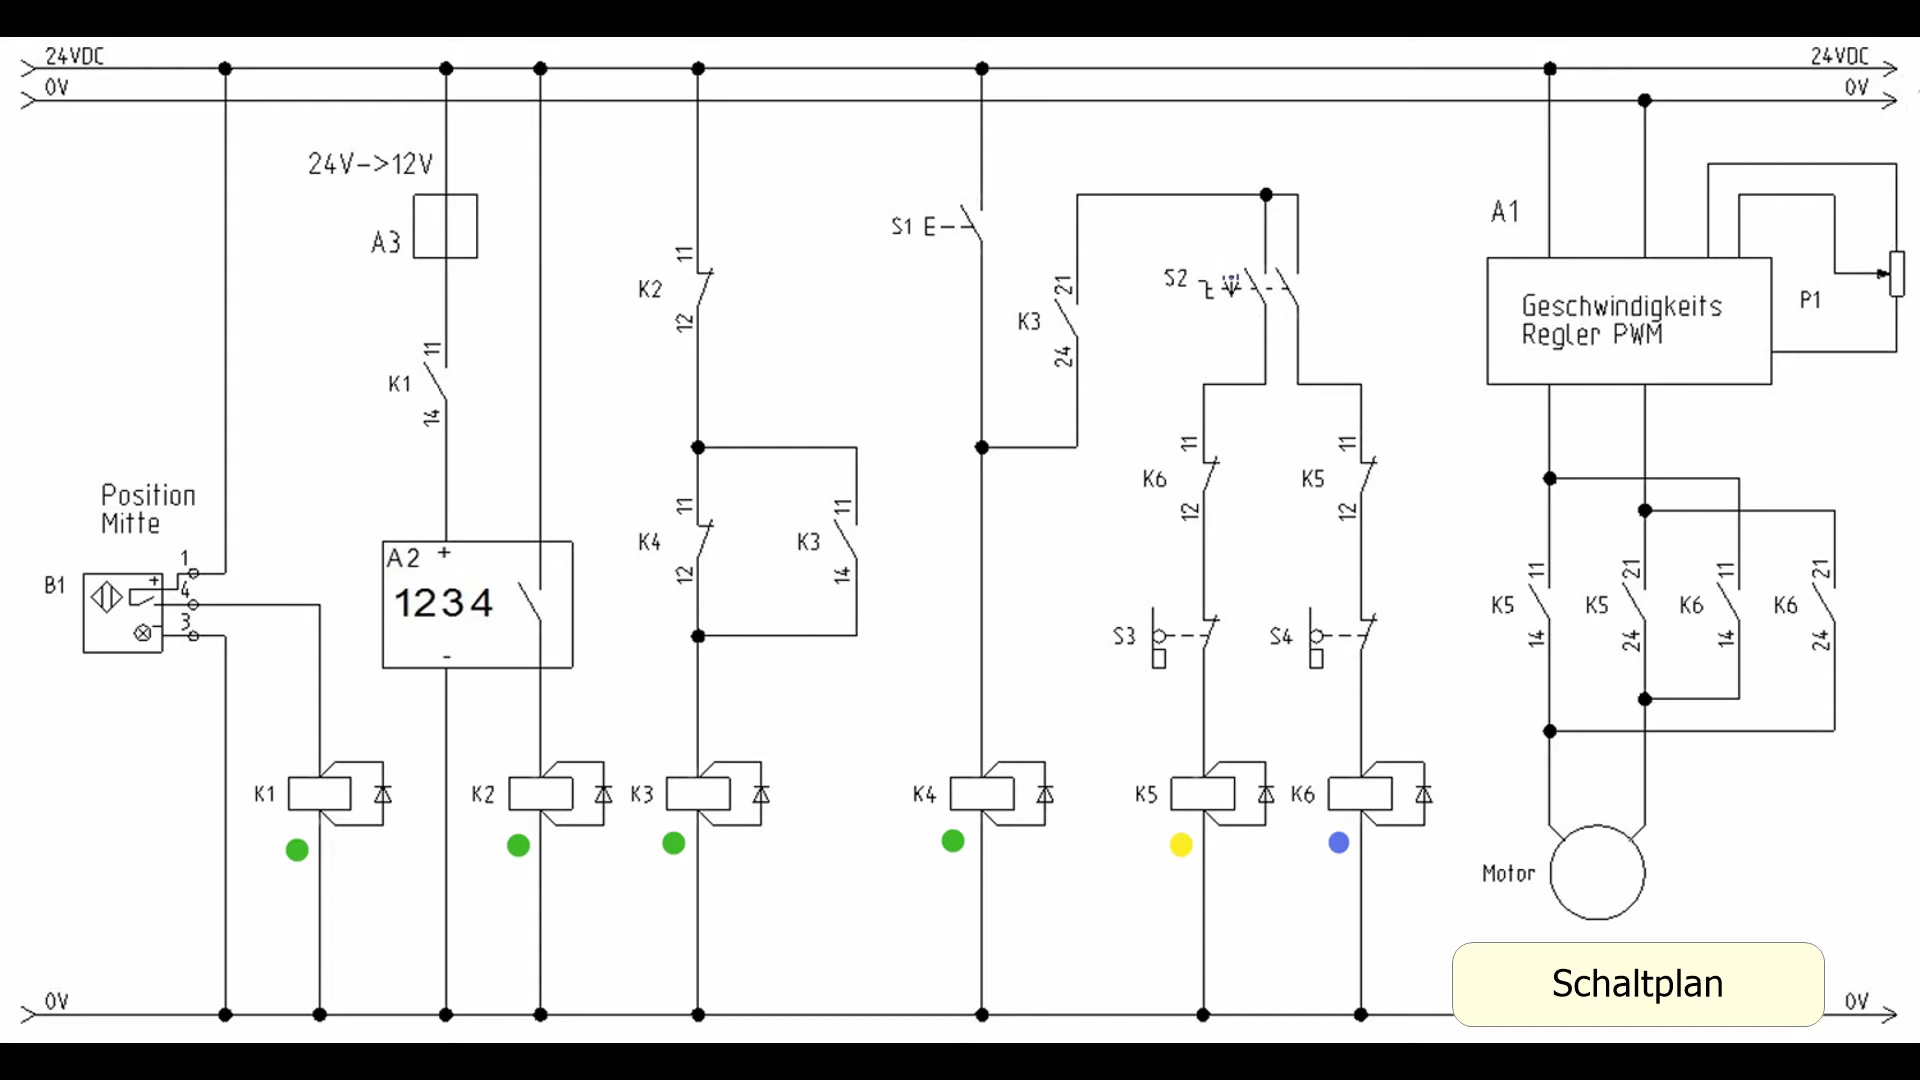 24VDC
24VDC
0V
0V
24V->12V
A3
S1 E
S2
A1
P1
Geschwindigkeits
Regler PWM
11
K2
12
21
K3
24
11
K1
14
11
K6
12
11
K5
12
11
K4
12
11
K3
14
Position
Mitte
B1
1
4
3
+
A2 +
1234
-
S3
S4
11
K5
14
21
K5
24
11
K6
14
21
K6
24
K1
K2
K3
K4
K5
K6
Motor
Schaltplan
0V
0V